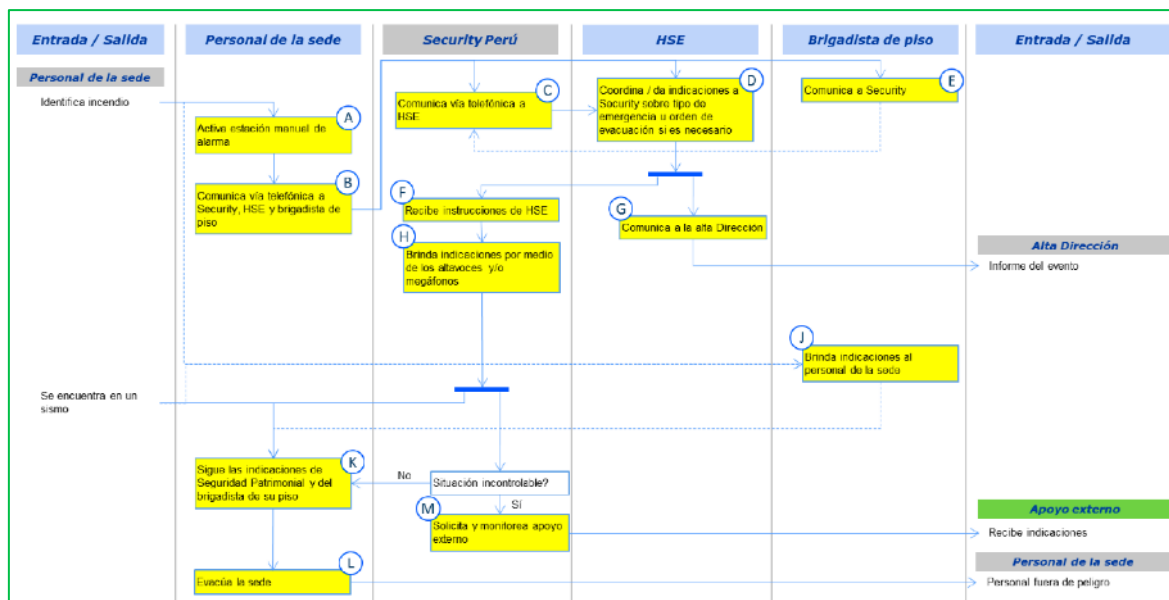 Entrada / Salida
Personal de la sede
Security Perú
HSE
Brigadista de piso
Entrada / Salida
Personal de la sede
Identifica incendio
A
Activa estación manual de
alarma
B
Comunica vía telefónica a
Security, HSE y brigadista de
piso
C
Comunica vía telefónica a
HSE
D
Coordina / da indicaciones a
Security sobre tipo de
emergencia u orden de
evacuación si es necesario
E
Comunica a Security
F
Recibe instrucciones de HSE
G
Comunica a la alta Dirección
H
Brinda indicaciones por medio
de los altavoces y/o
megáfonos
Alta Dirección
Informe del evento
J
Brinda indicaciones al
personal de la sede
Se encuentra en un
sismo
K
Sigue las indicaciones de
Seguridad Patrimonial y del
brigadista de su piso
No
Situación incontrolable?
Sí
M
Solicita y monitorea apoyo
externo
Apoyo externo
Recibe indicaciones
L
Evacúa la sede
Personal de la sede
Personal fuera de peligro